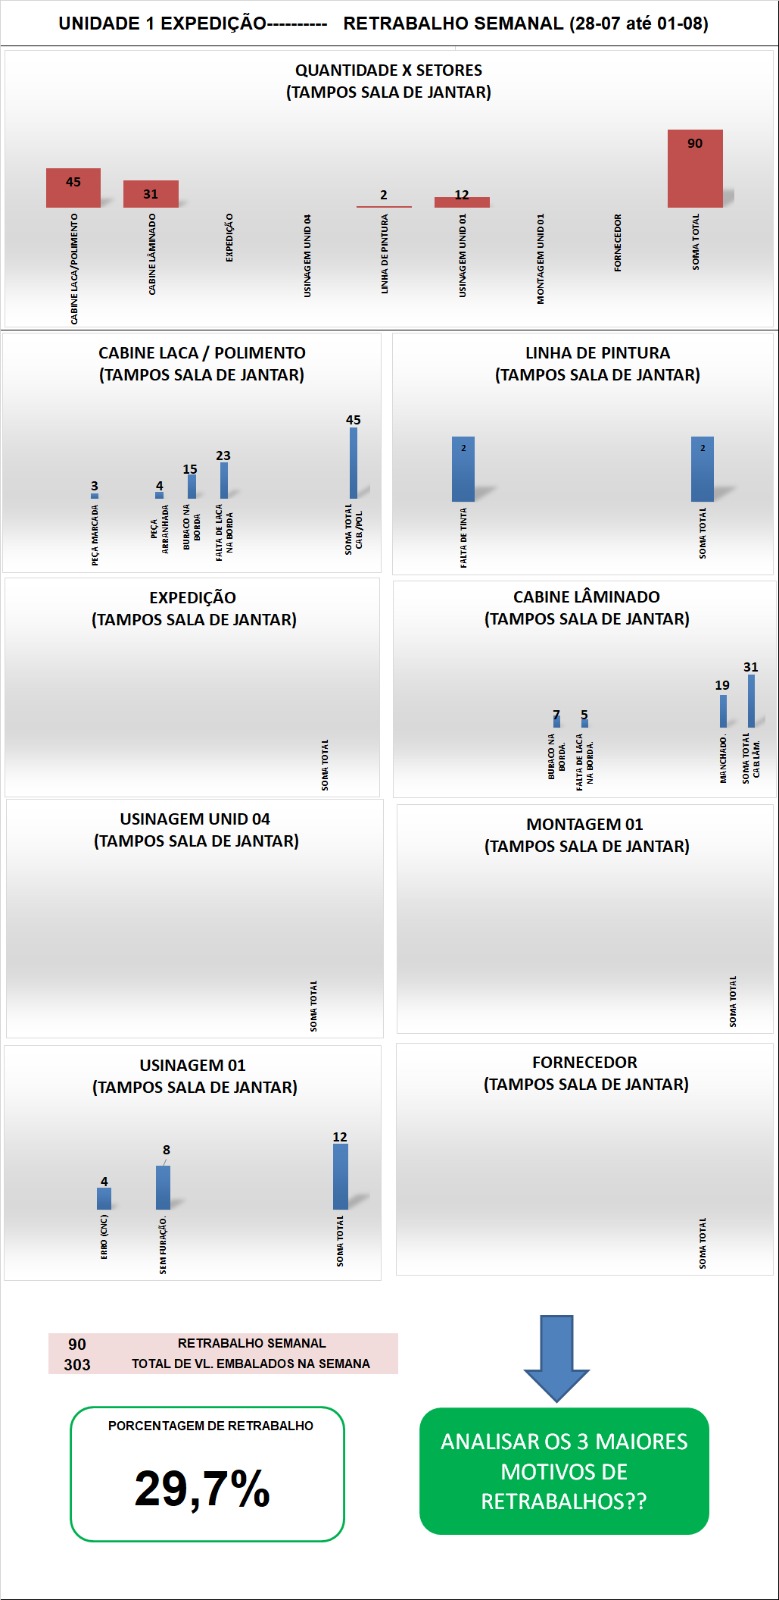 UNIDADE 1 EXPEDIÇÃO---------- RETRABALHO SEMANAL (28-07 até 01-08)
QUANTIDADE X SETORES
(TAMPOS SALA DE JANTAR)
45
31
2
12
90
CABINE LACA/POLIMENTO
CABINE LÂMINADO
EXPEDIÇÃO
USINAGEM UNID 04
LINHA DE PINTURA
USINAGEM UNID 01
MONTAGEM UNID 01
FORNECEDOR
SOMA TOTAL
CABINE LACA / POLIMENTO
(TAMPOS SALA DE JANTAR)
3
4
15
23
45
PEÇA MARCADA
PEÇA
ARRANHADA
BURACO NA
BORDA
FALTA DE LACA
NA BORDA
SOMA TOTAL
CAB./POL
LINHA DE PINTURA
(TAMPOS SALA DE JANTAR)
2
2
FALTA DE TINTA
SOMA TOTAL
EXPEDIÇÃO
(TAMPOS SALA DE JANTAR)
SOMA TOTAL
CABINE LÂMINADO
(TAMPOS SALA DE JANTAR)
7
5
19
31
BURACO NA
BORDA.
FALTA DE LACA
NA BORDA.
MANCHADO.
SOMA TOTAL
CAB.LÂM.
USINAGEM UNID 04
(TAMPOS SALA DE JANTAR)
SOMA TOTAL
MONTAGEM 01
(TAMPOS SALA DE JANTAR)
SOMA TOTAL
USINAGEM 01
(TAMPOS SALA DE JANTAR)
4
8
12
ERRO (CNC)
SEM FURAÇÃO.
SOMA TOTAL
FORNECEDOR
(TAMPOS SALA DE JANTAR)
SOMA TOTAL
90 RETRABALHO SEMANAL
303 TOTAL DE VL. EMBALADOS NA SEMANA
PORCENTAGEM DE RETRABALHO
29,7%
ANALISAR OS 3 MAIORES
MOTIVOS DE
RETRABALHOS??